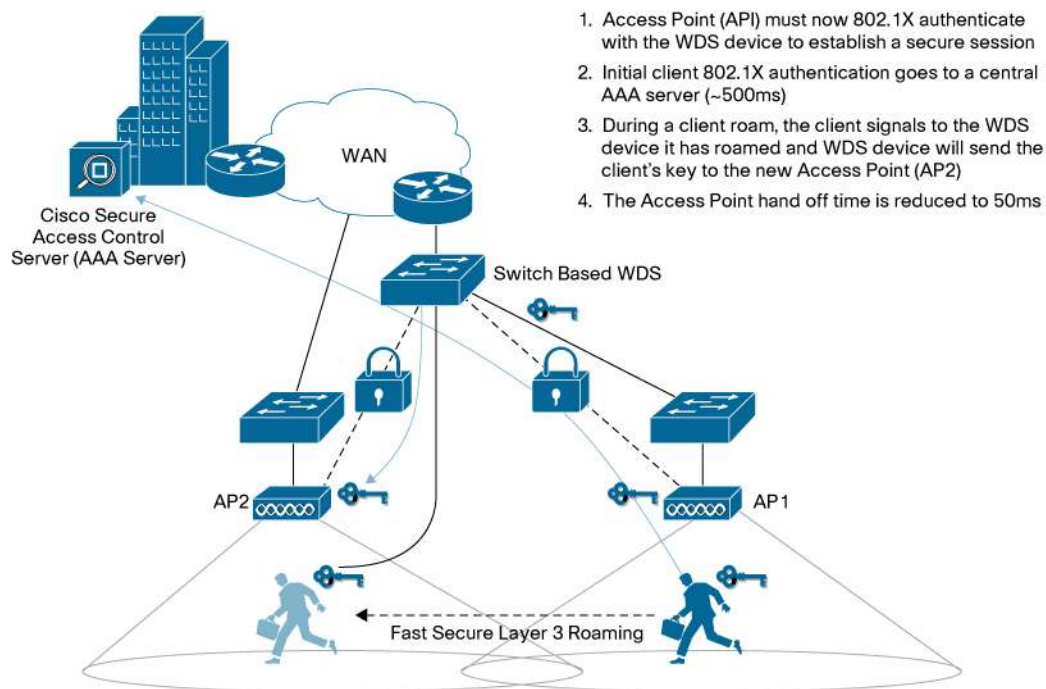 1. Access Point (API) must now 802.1X authenticate
with the WDS device to establish a secure session
2. Initial client 802.1X authentication goes to a central
AAA server (~500ms)
3. During a client roam, the client signals to the WDS
device it has roamed and WDS device will send the
client's key to the new Access Point (AP2)
4. The Access Point hand off time is reduced to 50ms
WAN
Cisco Secure
Access Control
Server (AAA Server)
Switch Based WDS
AP2
AP1
Fast Secure Layer 3 Roaming